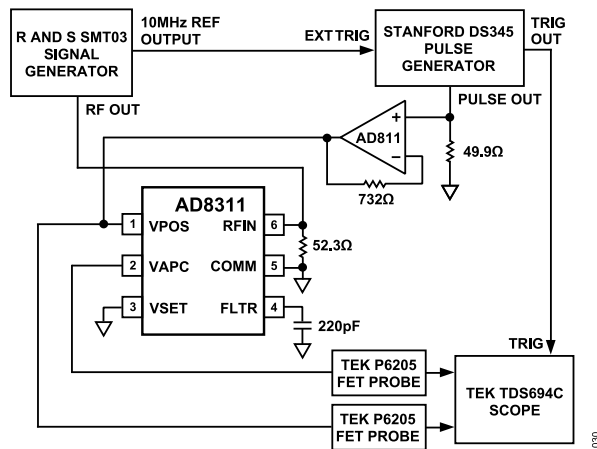 R AND S SMT03
SIGNAL
GENERATOR
10MHz REF
OUTPUT
EXT TRIG
STANFORD DS345
PULSE
GENERATOR
TRIG
OUT
RF OUT
PULSE OUT
+
AD811
−
49.9Ω
732Ω
AD8311
1
VPOS
RFIN
6
52.3Ω
2
VAPC
COMM
5
3
VSET
FLTR
4
220pF
TRIG
TEK P6205
FET PROBE
TEK TDS694C
SCOPE
TEK P6205
FET PROBE
030